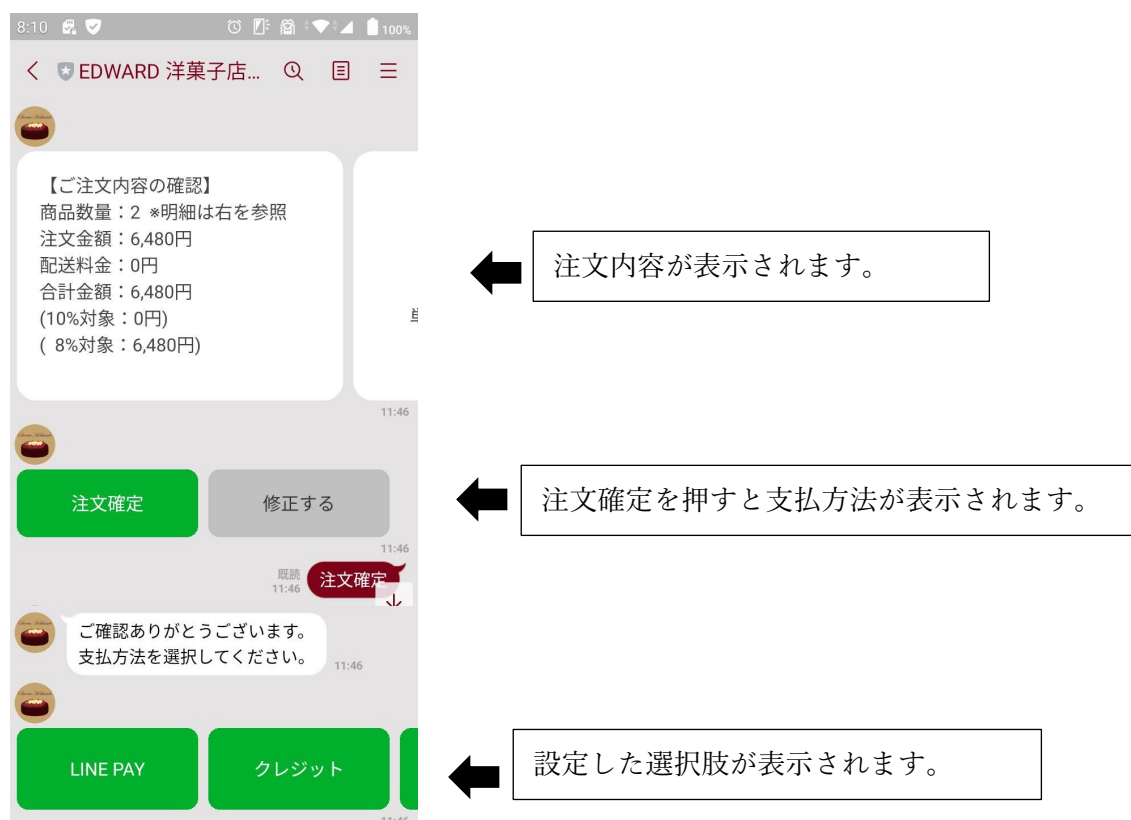 8:10
100%
EDWARD 洋菓子店...
【ご注文内容の確認】
商品数量：2 ※明細は右を参照
注文金額：6,480円
配送料金：0円
合計金額：6,480円
(10%対象：0円)
( 8%対象：6,480円)
11:46
注文内容が表示されます。
注文確定
修正する
11:46
注文確定を押すと支払方法が表示されます。
既読
11:46
注文確定
ご確認ありがとうございます。
支払方法を選択してください。
11:46
LINE PAY
クレジット
設定した選択肢が表示されます。